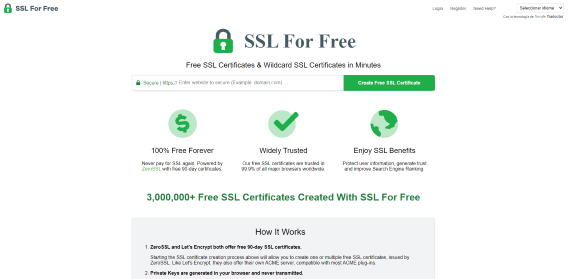 SSL For Free
Login Register Need Help?
Seleccionar idioma
Con la tecnología de Google Traductor
SSL For Free
Free SSL Certificates & Wildcard SSL Certificates in Minutes
Secure | https:// Enter website to secure (Example: domain.com)
Create Free SSL Certificate
100% Free Forever
Never pay for SSL again. Powered by
ZeroSSL with free 90-day certificates.
Widely Trusted
Our free SSL certificates are trusted in
99.9% of all major browsers worldwide.
Enjoy SSL Benefits
Protect user information, generate trust
and improve Search Engine Ranking.
3,000,000+ Free SSL Certificates Created With SSL For Free
How It Works
1. ZeroSSL and Let's Encrypt both offer free 90-day SSL certificates.
Starting the SSL certificate creation process above will allow you to create one or multiple free SSL certificates, issued by
ZeroSSL. Like Let's Encrypt, they also offer their own ACME server, compatible with most ACME plug-ins.
2. Private Keys are generated in your browser and never transmitted.